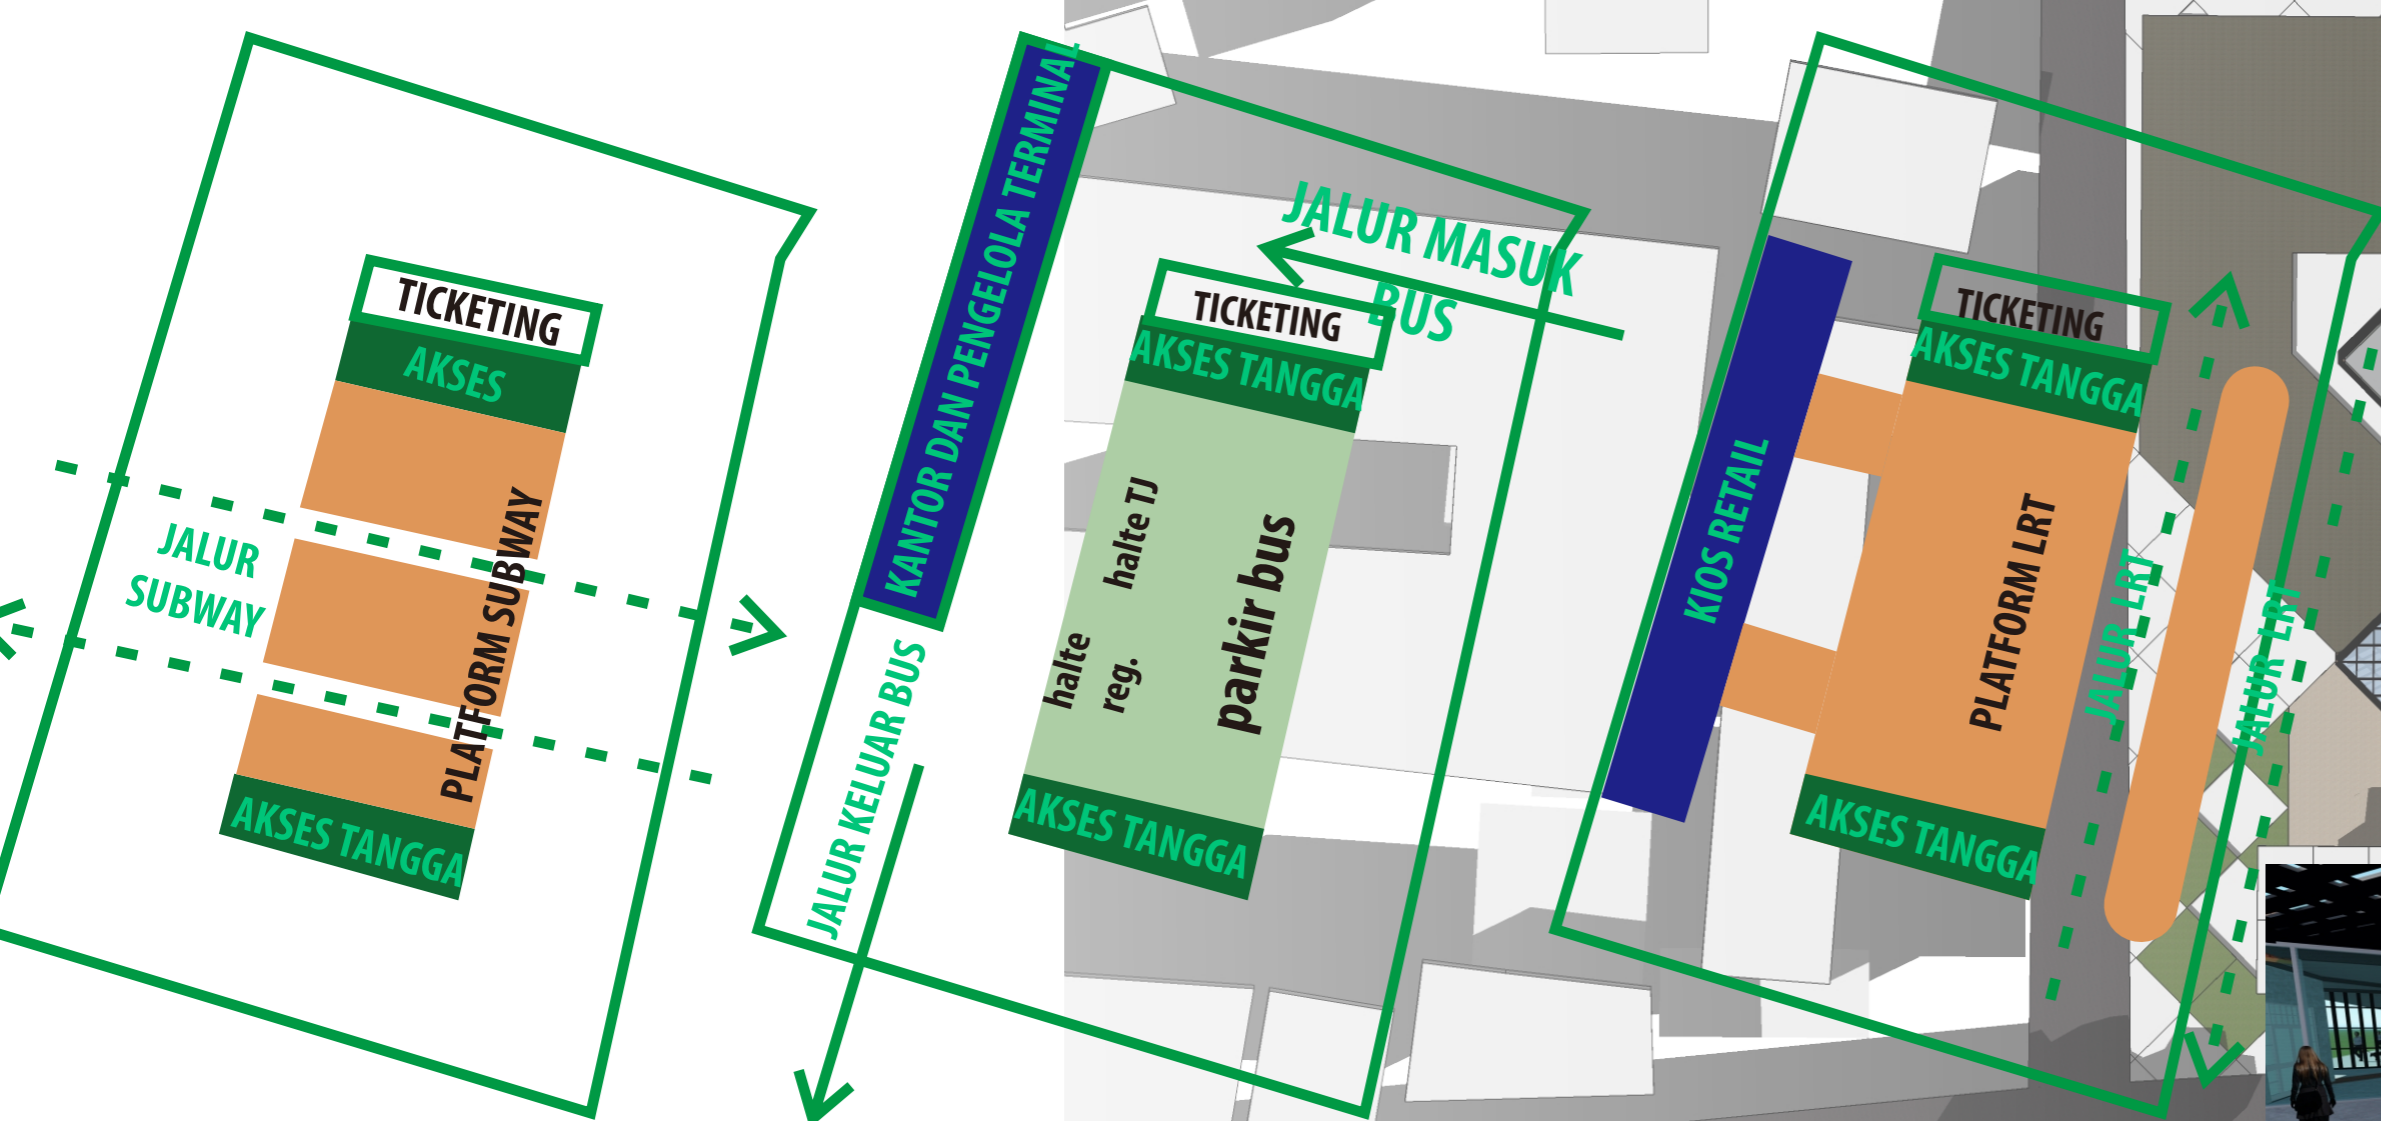 TICKETING
AKSES
PLATFORM SUBWAY
JALUR
SUBWAY
AKSES TANGGA
KANTOR DAN PENGELOLA TERMINAL
JALUR MASUK
BUS
TICKETING
AKSES TANGGA
halte TJ
halte
reg.
parkir bus
JALUR KELUAR BUS
AKSES TANGGA
KIOS RETAIL
TICKETING
AKSES TANGGA
PLATFORM LRT
JALUR LRT
JALUR LRT
AKSES TANGGA